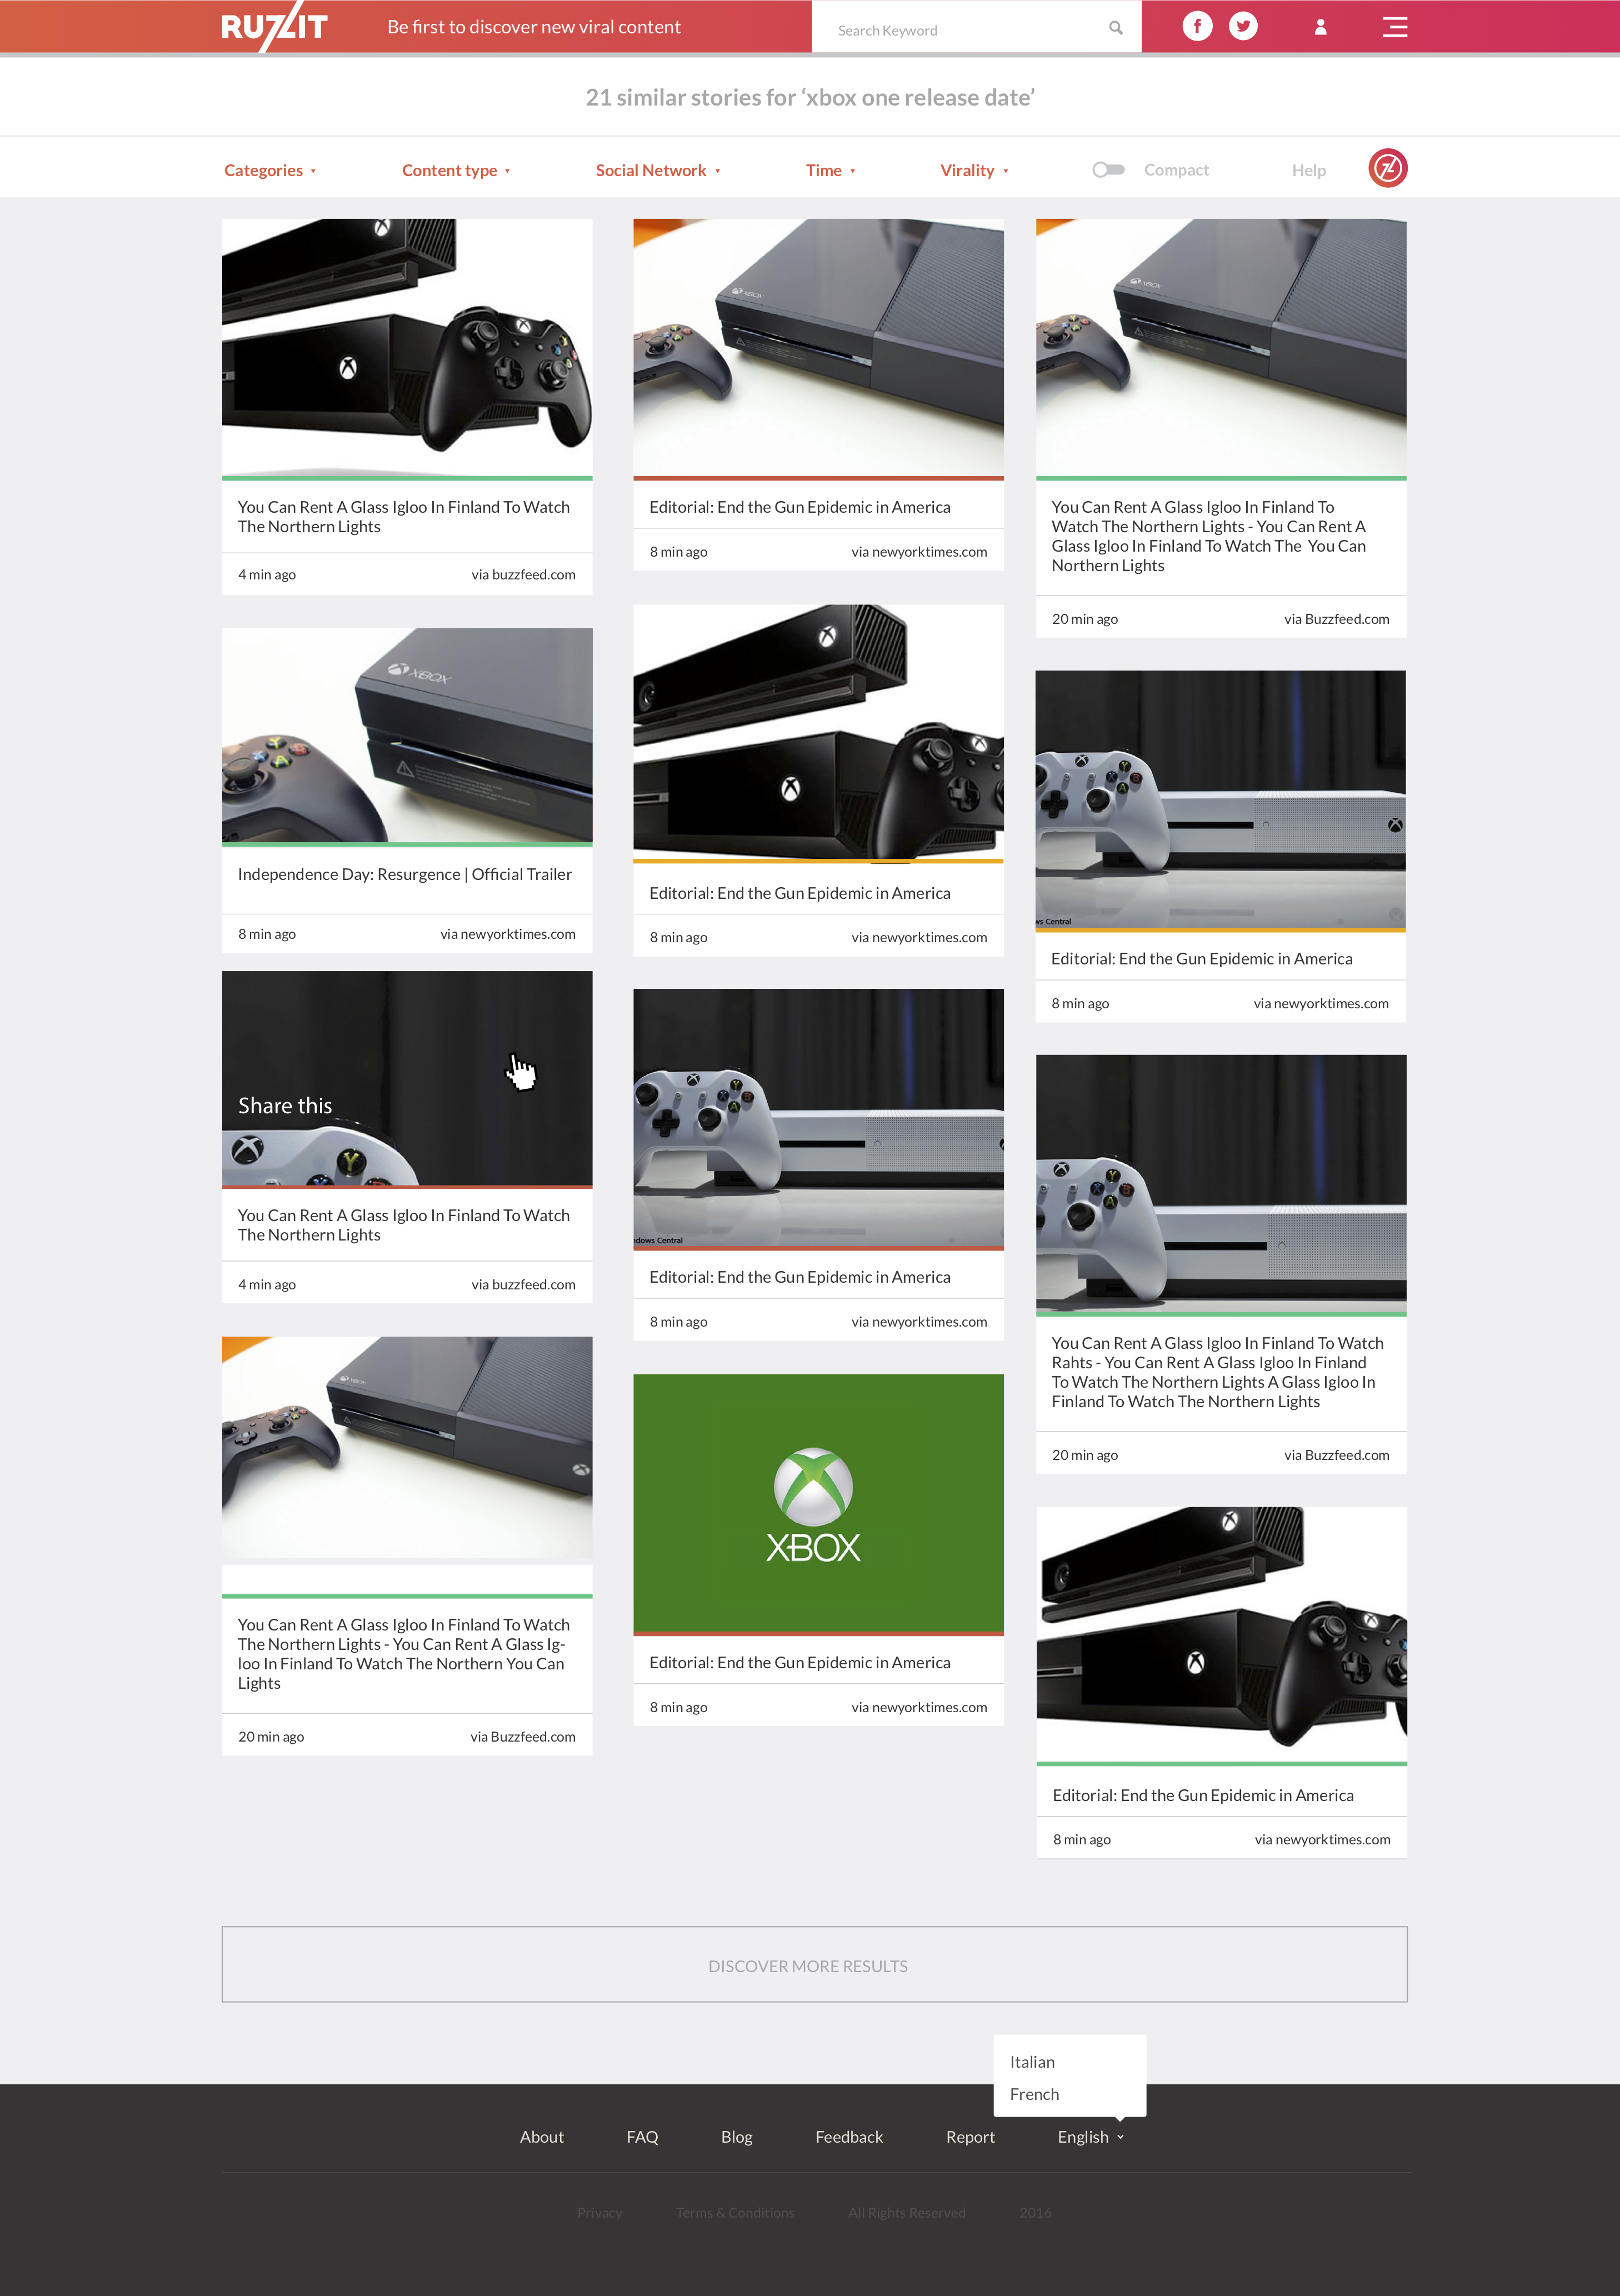 RUZZIT
Be first to discover new viral content
Search Keyword
21 similar stories for ‘xbox one release date’
Categories
Content type
Social Network
Time
Virality
Compact
Help
You Can Rent A Glass Igloo In Finland To Watch
The Northern Lights
4 min ago
via buzzfeed.com
XBOX
Independence Day: Resurgence | Official Trailer
8 min ago
via newyorktimes.com
Share this
Y
You Can Rent A Glass Igloo In Finland To Watch
The Northern Lights
4 min ago
via buzzfeed.com
XBOX
You Can Rent A Glass Igloo In Finland To Watch
The Northern Lights - You Can Rent A Glass Ig-
loo In Finland To Watch The Northern You Can
Lights
20 min ago
via Buzzfeed.com
XBOX
Editorial: End the Gun Epidemic in America
8 min ago
via newyorktimes.com
Editorial: End the Gun Epidemic in America
8 min ago
via newyorktimes.com
ndows Central
Editorial: End the Gun Epidemic in America
8 min ago
via newyorktimes.com
XBOX
Editorial: End the Gun Epidemic in America
8 min ago
via newyorktimes.com
XBOX
You Can Rent A Glass Igloo In Finland To
Watch The Northern Lights - You Can Rent A
Glass Igloo In Finland To Watch The  You Can
Northern Lights
20 min ago
via Buzzfeed.com
ws Central
Editorial: End the Gun Epidemic in America
8 min ago
via newyorktimes.com
You Can Rent A Glass Igloo In Finland To Watch
Rahts - You Can Rent A Glass Igloo In Finland
To Watch The Northern Lights A Glass Igloo In
Finland To Watch The Northern Lights
20 min ago
via Buzzfeed.com
Editorial: End the Gun Epidemic in America
8 min ago
via newyorktimes.com
DISCOVER MORE RESULTS
Italian
French
About
FAQ
Blog
Feedback
Report
English
Privacy
Terms & Conditions
All Rights Reserved
2016